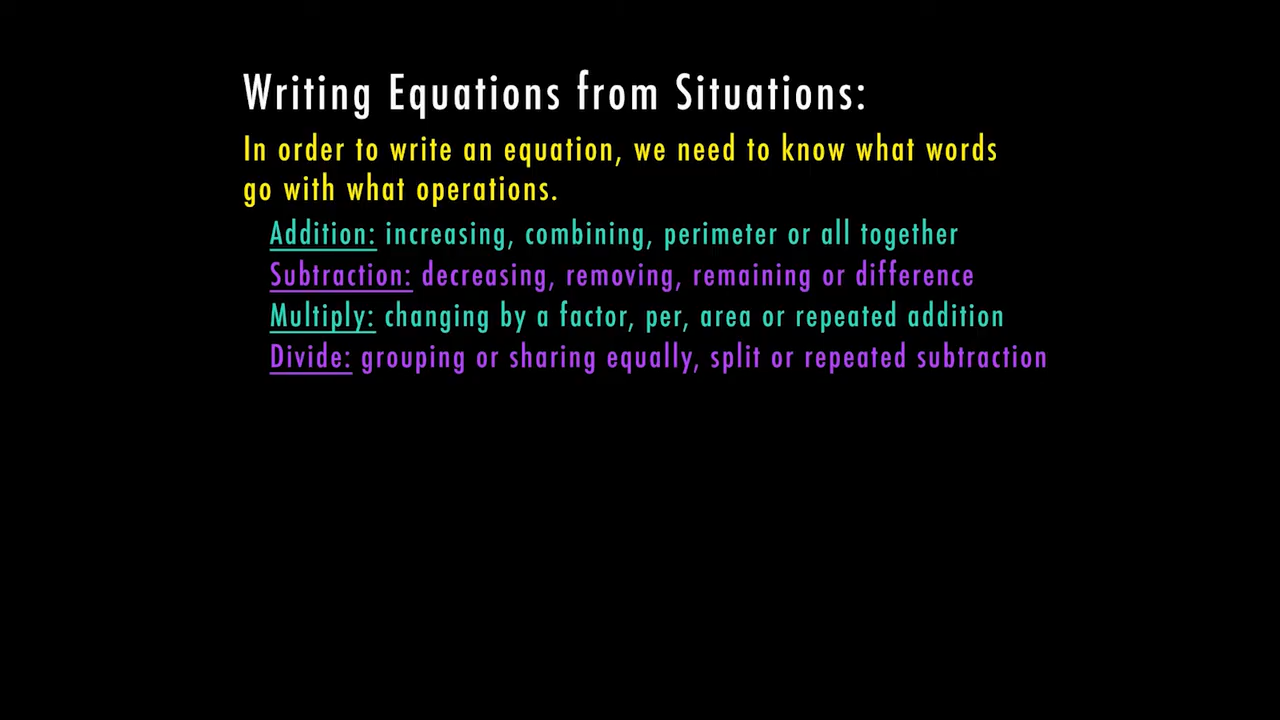 Writing Equations from Situations:
In order to write an equation, we need to know what words
go with what operations.
Addition: increasing, combining, perimeter or all together
Subtraction: decreasing, removing, remaining or difference
Multiply: changing by a factor, per, area or repeated addition
Divide: grouping or sharing equally, split or repeated subtraction